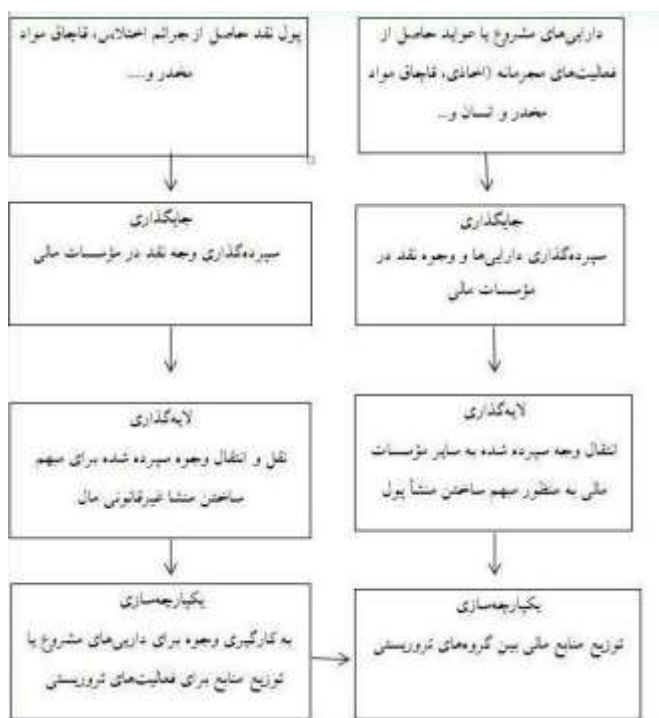 دارایی‌های مشروع یا عواید حاصل از
فعالیت‌های مجرمانه (اخاذی، قاچاق مواد
مخدر و انسان و...
پول نقد حاصل از جرائم اختلاس، قاچاق مواد
مخدر و....
جایگذاری
سپرده‌گذاری دارایی‌ها و وجوه نقد در
مؤسسات مالی
جایگذاری
سپرده‌گذاری وجه نقد در مؤسسات مالی
لایه‌گذاری
انتقال وجه سپرده شده به سایر مؤسسات
مالی به منظور مبهم ساختن منشأ پول
لایه‌گذاری
نقل و انتقال وجوه سپرده شده برای مبهم
ساختن منشا غیرقانونی مال
یکپارچه‌سازی
توزیع منابع مالی بین گروه‌های تروریستی
یکپارچه‌سازی
به کارگیری وجوه برای داریی‌های مشروع یا
توزیع منابع برای فعالیت‌های تروریستی